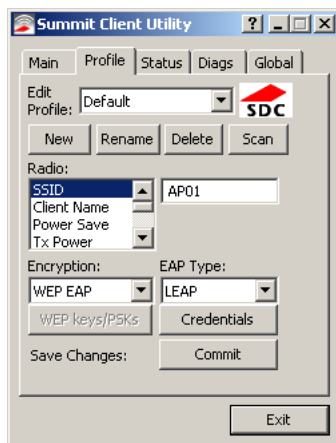 Summit Client Utility
Main Profile Status Diags Global
Edit
Profile: Default
SDC
New Rename Delete Scan
Radio:
SSID AP01
Client Name
Power Save
Tx Power
Encryption: EAP Type:
WEP EAP LEAP
WEP keys/PSKs Credentials
Save Changes: Commit
Exit